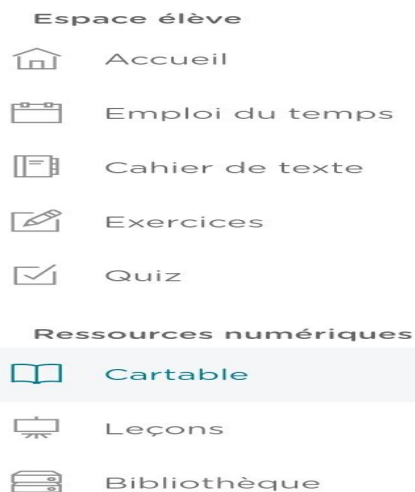 Espace élève
Accueil
Emploi du temps
Cahier de texte
Exercices
Quiz
Ressources numériques
Cartable
Leçons
Bibliothèque